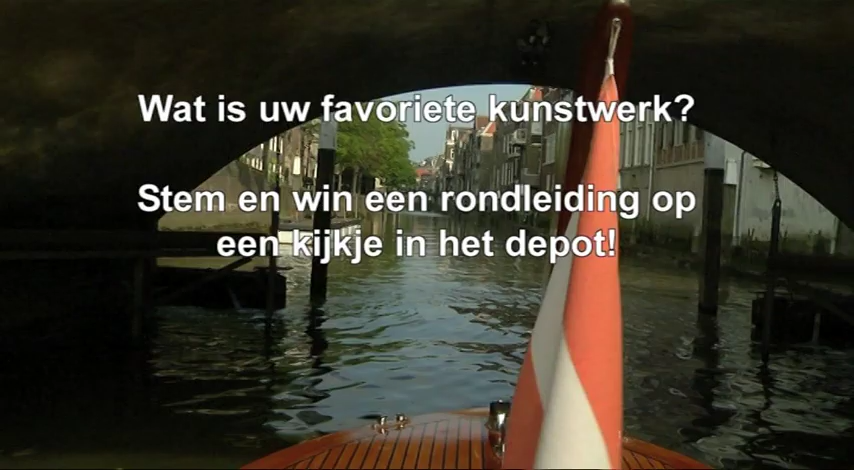 Wat is uw favoriete kunstwerk?
Stem en win een rondleiding op
een kijkje in het depot!